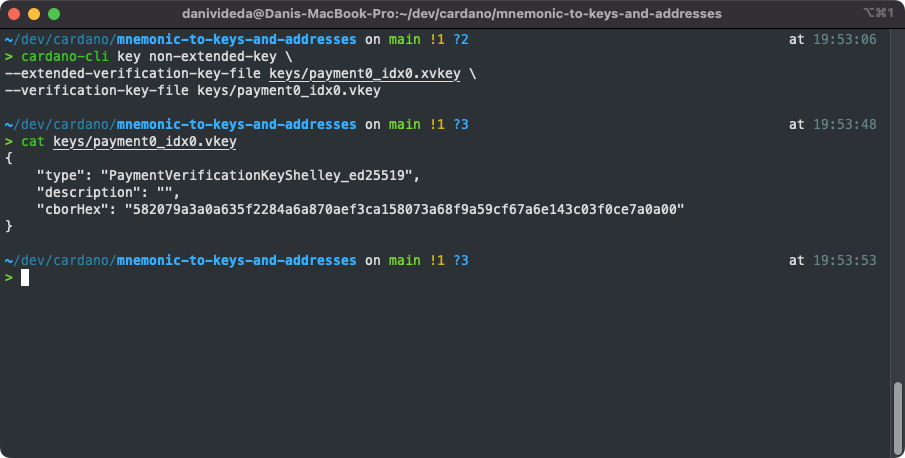 danivideda@Danis-MacBook-Pro:~/dev/cardano/mnemonic-to-keys-and-addresses ⌥⌘1
~/dev/cardano/mnemonic-to-keys-and-addresses on main !1 ?2 at 19:53:06
> cardano-cli key non-extended-key \
--extended-verification-key-file keys/payment0_idx0.xvkey \
--verification-key-file keys/payment0_idx0.vkey
~/dev/cardano/mnemonic-to-keys-and-addresses on main !1 ?3 at 19:53:48
> cat keys/payment0_idx0.vkey
{
    "type": "PaymentVerificationKeyShelley_ed25519",
    "description": "",
    "cborHex": "582079a3a0a635f2284a6a870aef3ca158073a68f9a59cf67a6e143c03f0ce7a0a00"
}
~/dev/cardano/mnemonic-to-keys-and-addresses on main !1 ?3 at 19:53:53
>